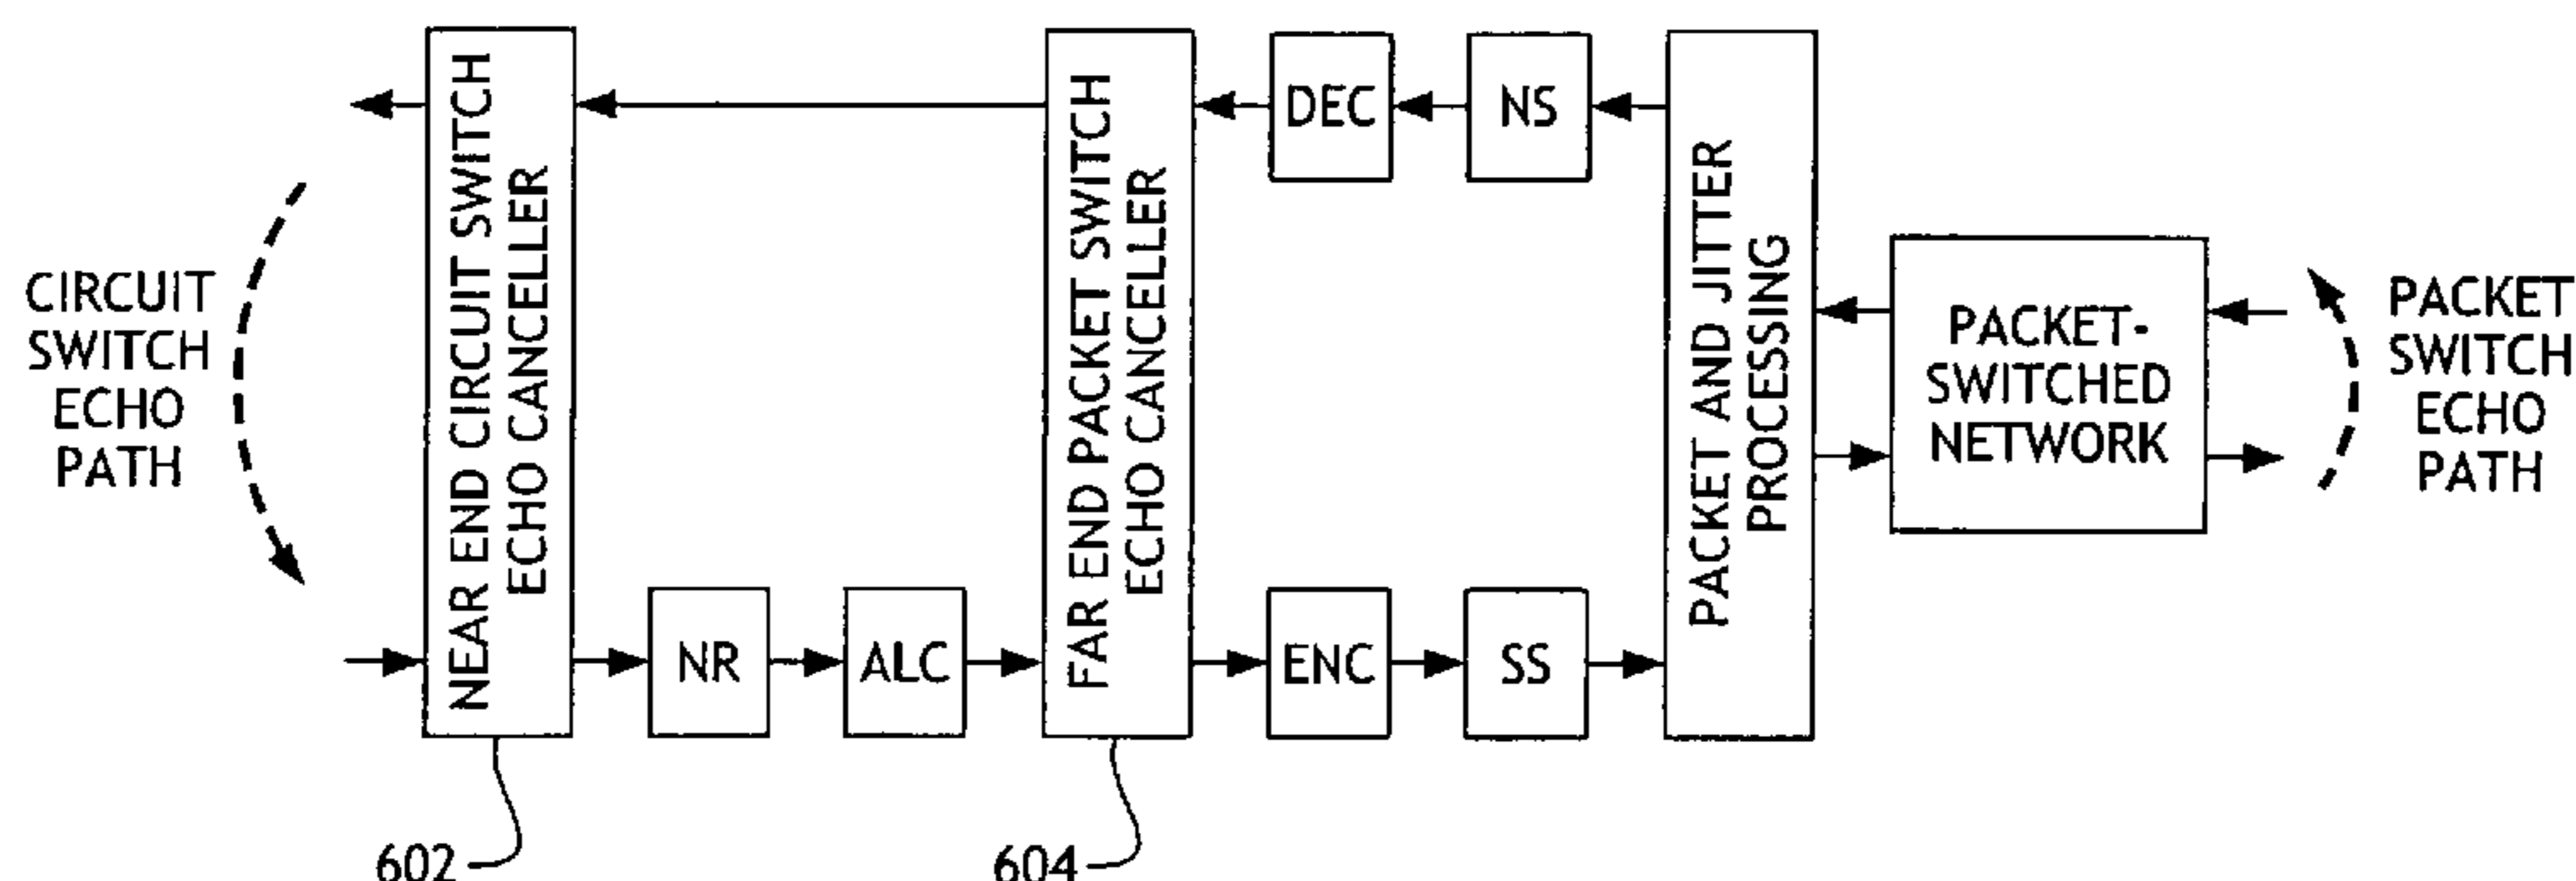 CIRCUIT
SWITCH
ECHO
PATH
NEAR END CIRCUIT SWITCH
ECHO CANCELLER
NR
ALC
FAR END PACKET SWITCH
ECHO CANCELLER
DEC
NS
ENC
SS
PACKET AND JITTER
PROCESSING
PACKET-
SWITCHED
NETWORK
PACKET
SWITCH
ECHO
PATH
602
604